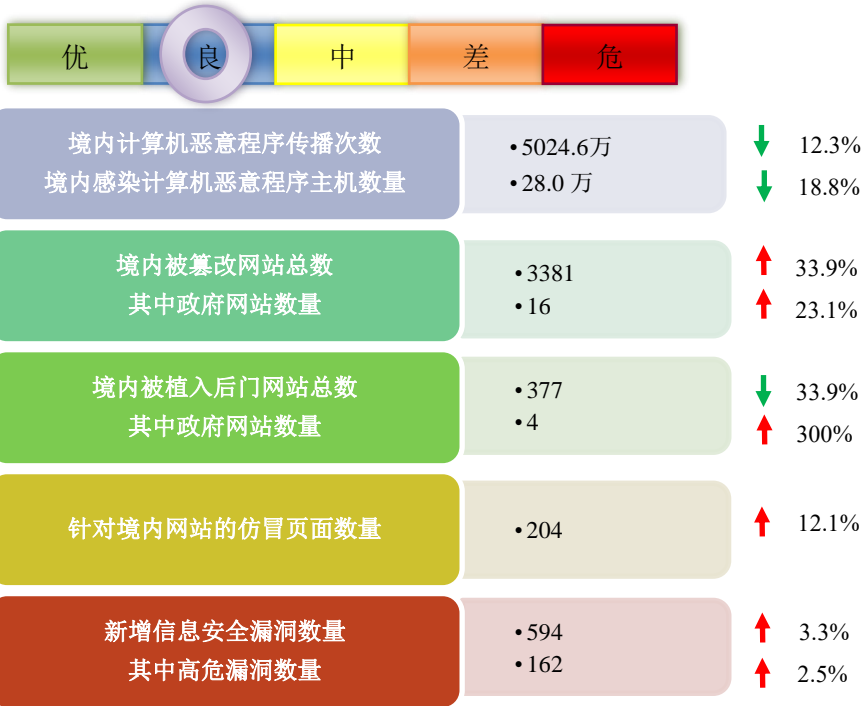 优 良 中 差 危
境内计算机恶意程序传播次数 •5024.6万 12.3%
境内感染计算机恶意程序主机数量 •28.0 万 18.8%
境内被篡改网站总数 •3381 33.9%
其中政府网站数量 •16 23.1%
境内被植入后门网站总数 •377 33.9%
其中政府网站数量 •4 300%
针对境内网站的仿冒页面数量 •204 12.1%
新增信息安全漏洞数量 •594 3.3%
其中高危漏洞数量 •162 2.5%